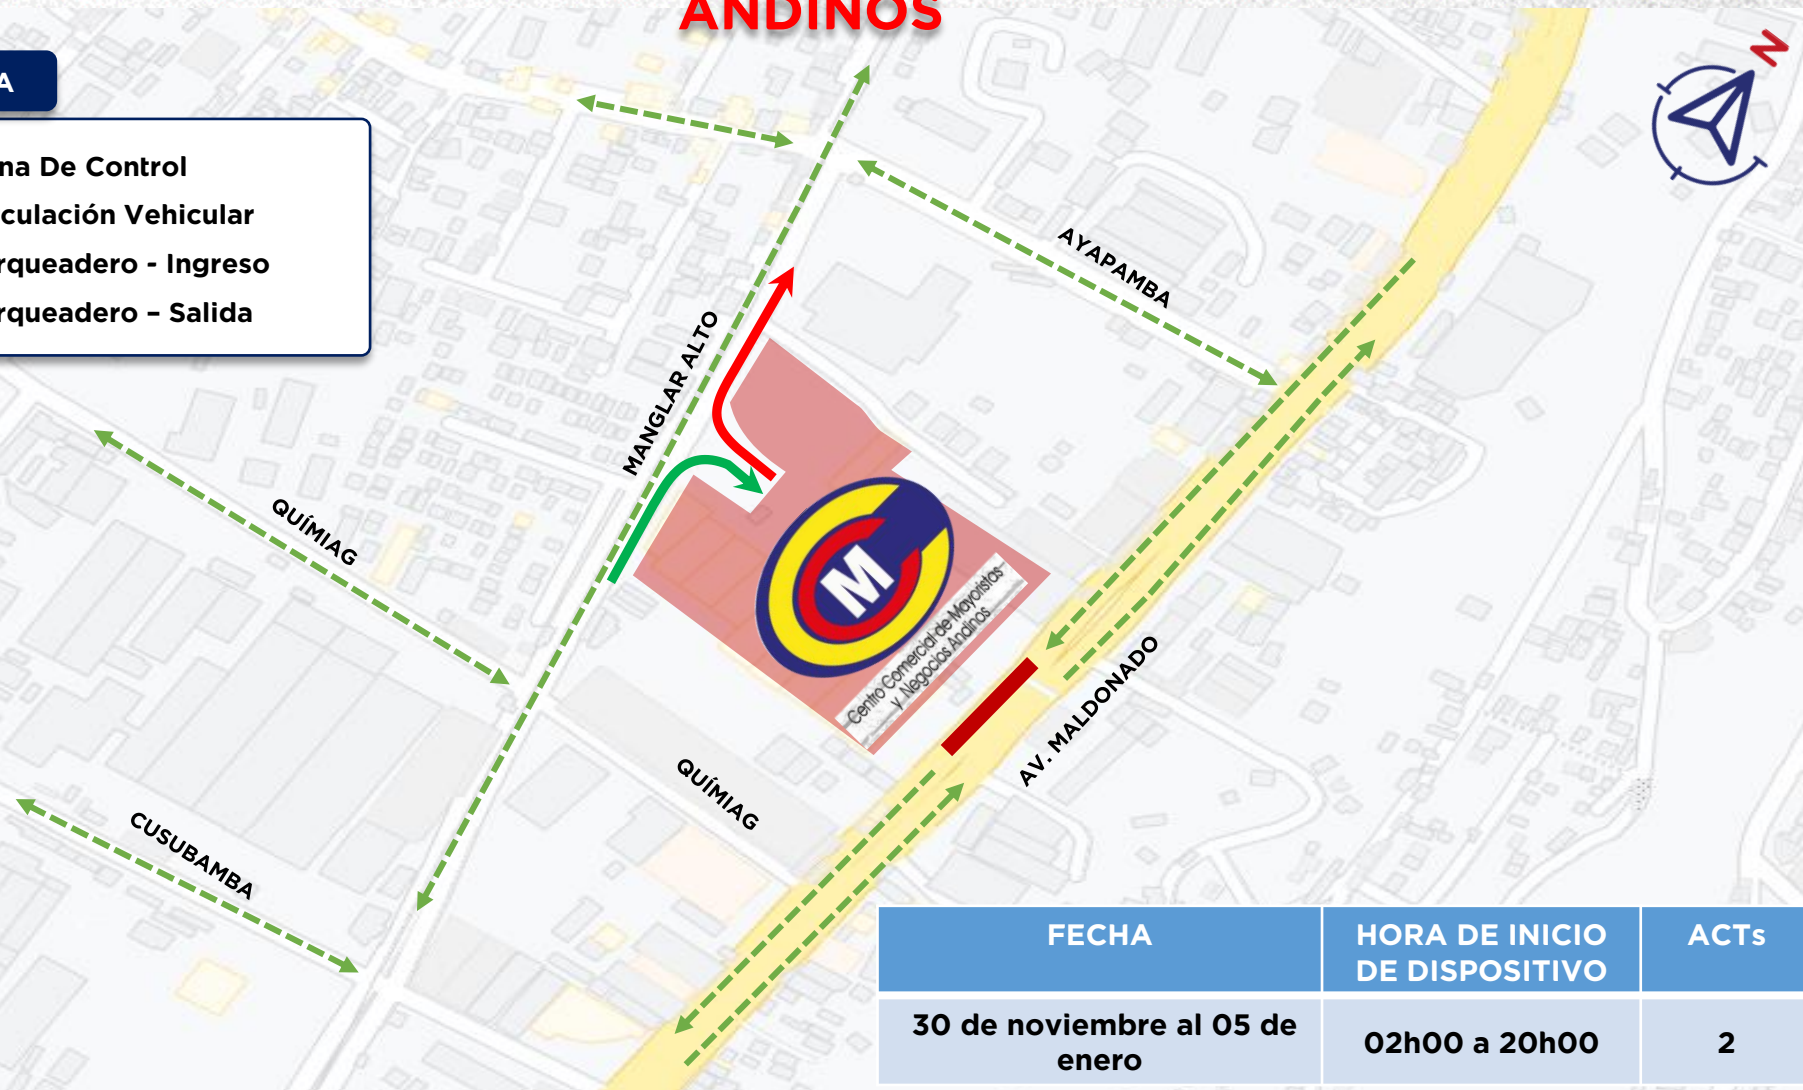 ANDINOS
A
na De Control
culación Vehicular
rqueadero - Ingreso
rqueadero – Salida
N
AYAPAMBA
MANGLAR ALTO
QUÍMIAG
M
Centro Comercial de Mayoristas
y Negocios Andinos
AV. MALDONADO
QUÍMIAG
CUSUBAMBA
FECHA
HORA DE INICIO
DE DISPOSITIVO
ACTs
30 de noviembre al 05 de
enero
02h00 a 20h00
2